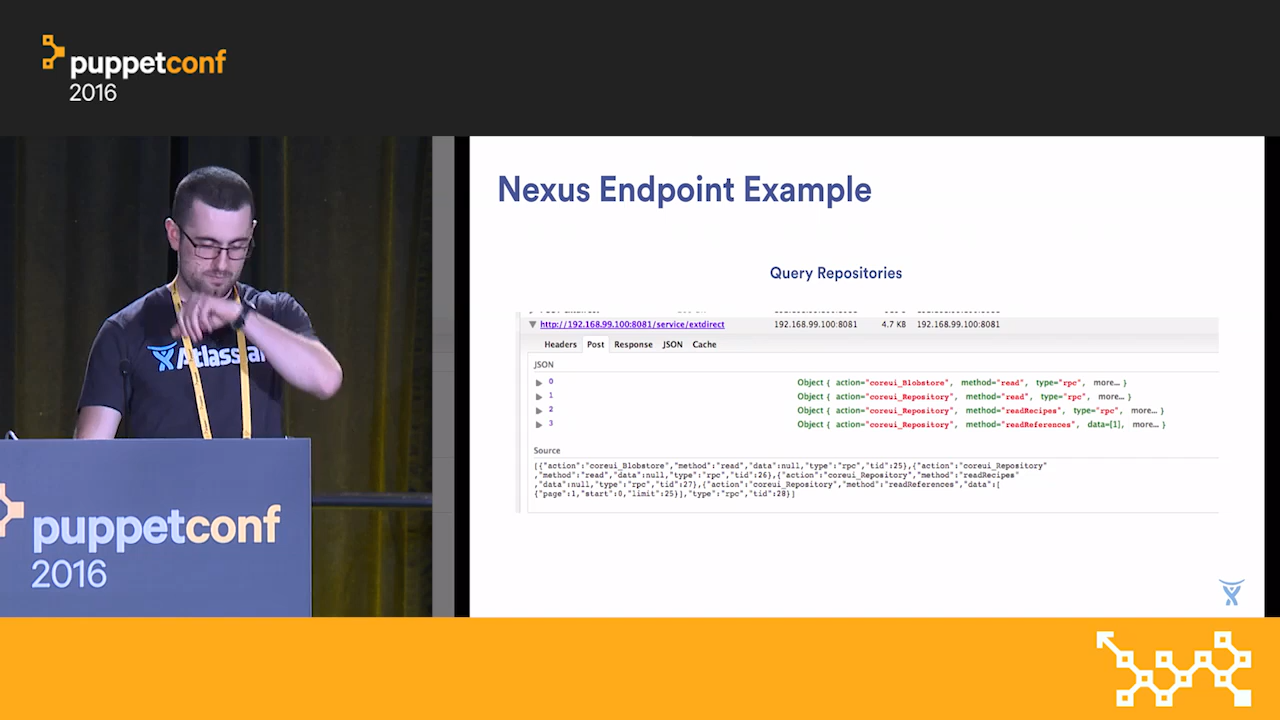 puppetconf
2016
Atlassian
puppetconf
2016
Nexus Endpoint Example
Query Repositories
http://192.168.99.100:8081/service/extdirect 192.168.99.100:8081 4.7 KB 192.168.99.100:8081
Headers Post Response JSON Cache
JSON
0 Object { action="coreui_Blobstore", method="read", type="rpc", more... }
1 Object { action="coreui_Repository", method="read", type="rpc", more... }
2 Object { action="coreui_Repository", method="readRecipes", type="rpc", more... }
3 Object { action="coreui_Repository", method="readReferences", data=[1], more... }
Source
[{"action":"coreui_Blobstore","method":"read","data":null,"type":"rpc","tid":25},{"action":"coreui_Repository"
,"method":"read","data":null,"type":"rpc","tid":26},{"action":"coreui_Repository","method":"readRecipes"
,"data":null,"type":"rpc","tid":27},{"action":"coreui_Repository","method":"readReferences","data":[
{"page":1,"start":0,"limit":25}],"type":"rpc","tid":28}]